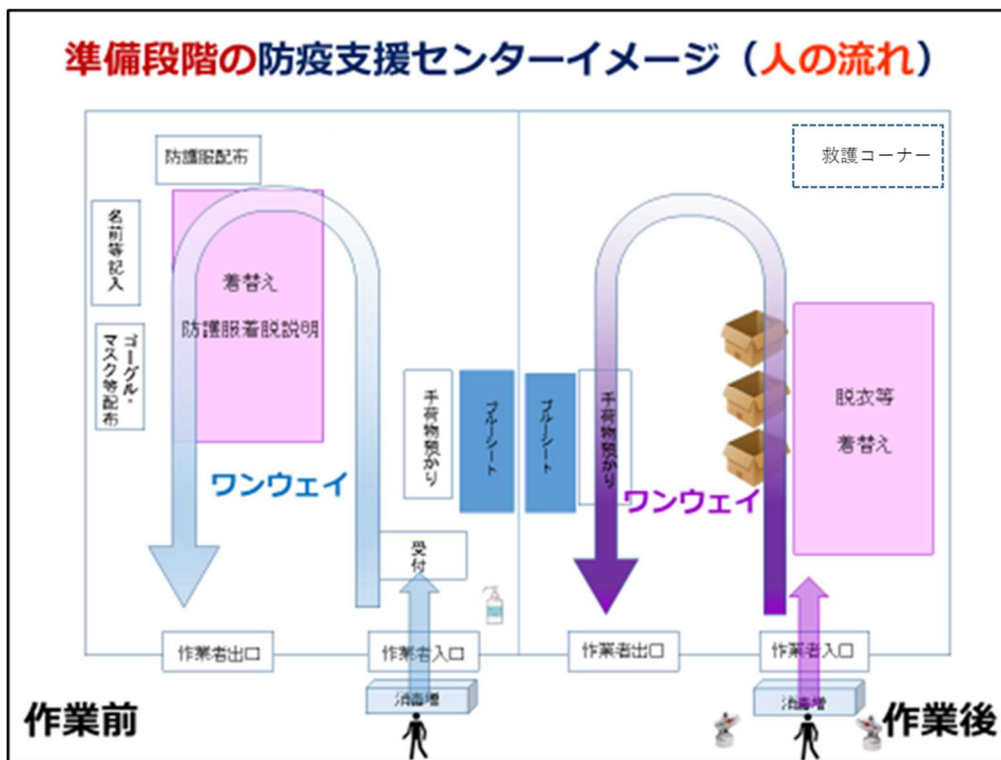 準備段階の防疫支援センターイメージ（人の流れ）
防護服配布
救護コーナー
名前等記入
着替え
防護服着脱説明
ゴーグル・
マスク等配布
手荷物預かり
ブルーシート
ブルーシート
手荷物預かり
脱衣等
着替え
ワンウェイ
ワンウェイ
受付
作業者出口
作業者入口
作業者出口
作業者入口
消毒増
消毒増
作業前
作業後